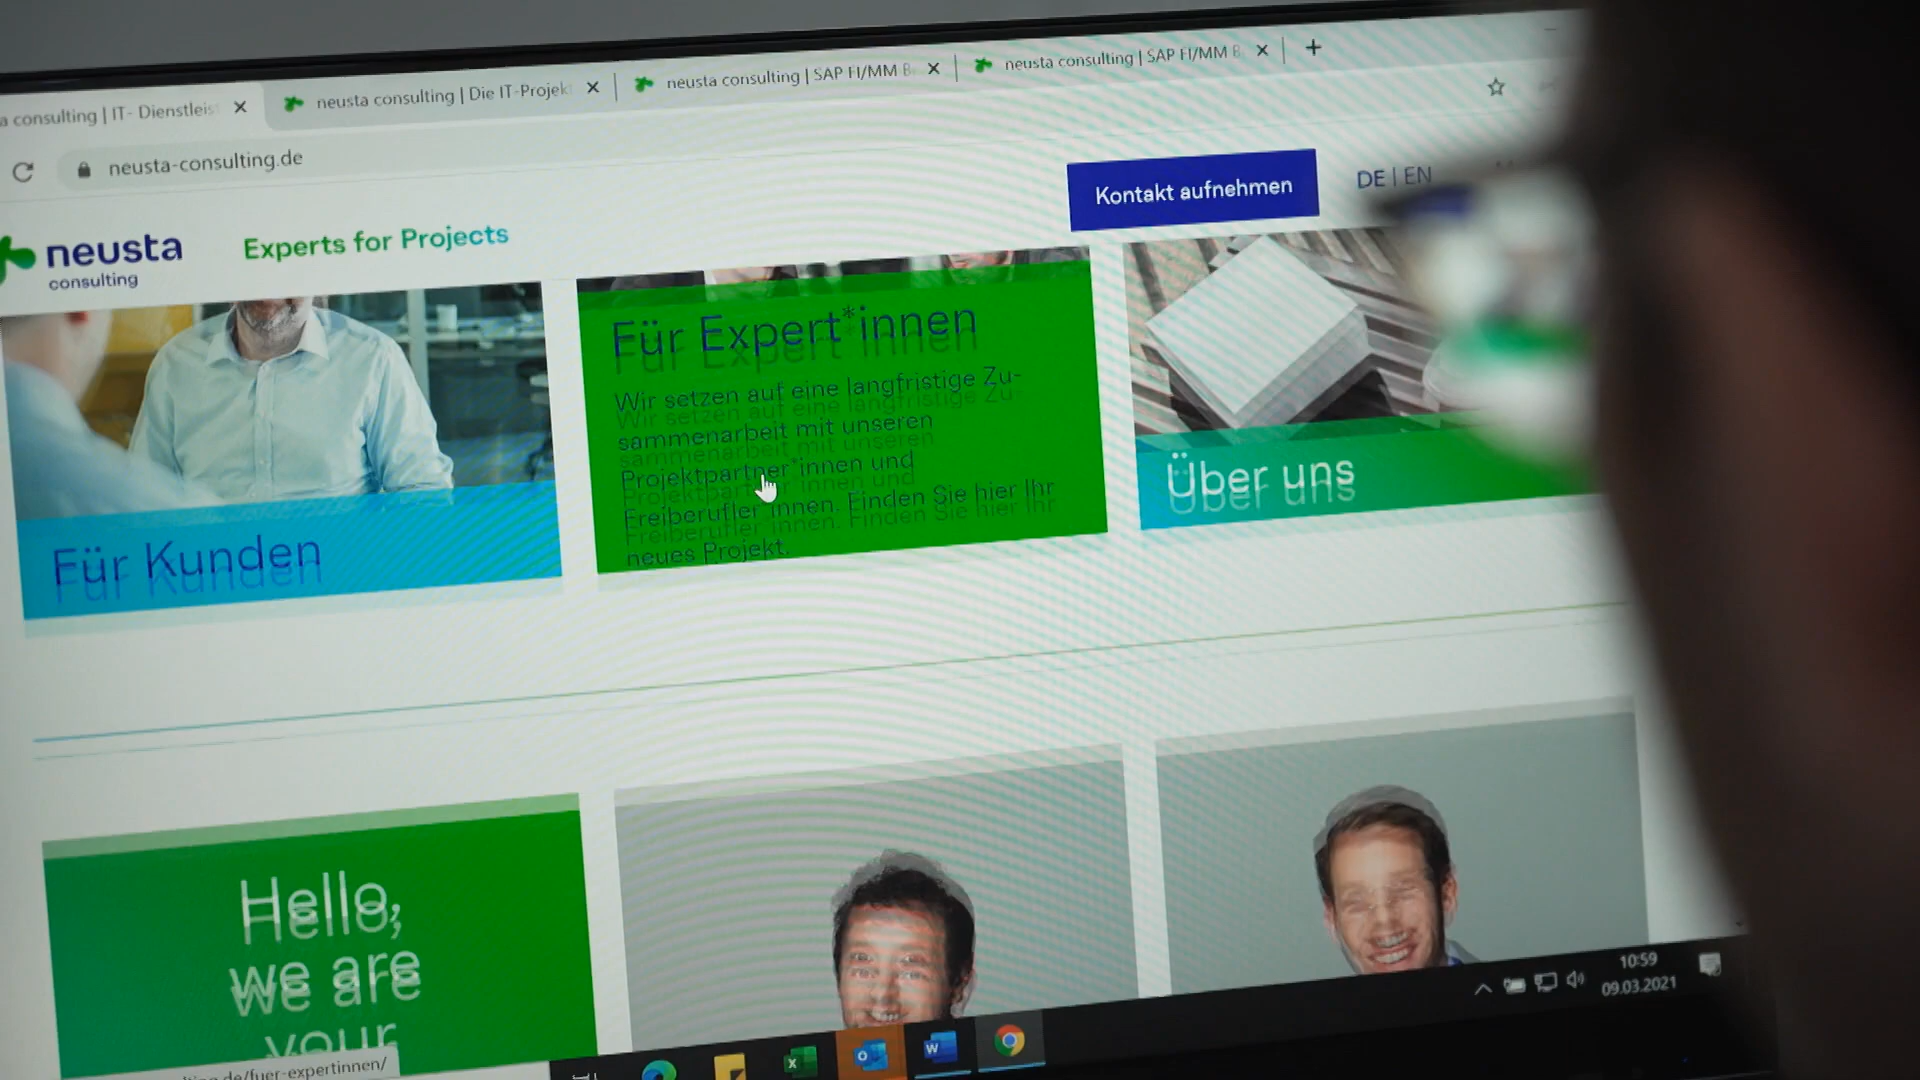 a consulting | IT- Dienstleis
neusta consulting | Die IT-Projek
neusta consulting | SAP FI/MM B
neusta consulting | SAP FI/MM B
neusta-consulting.de
Kontakt aufnehmen
DE | EN
neusta
consulting
Experts for Projects
Für Kunden
Für Expert*innen
Wir setzen auf eine langfristige Zu-
sammenarbeit mit unseren
Projektpartner*innen und
Freiberufler*innen. Finden Sie hier Ihr
neues Projekt.
Über uns
Hello,
we are
your
ting.de/fuer-expertinnen/
10:59
09.03.2021